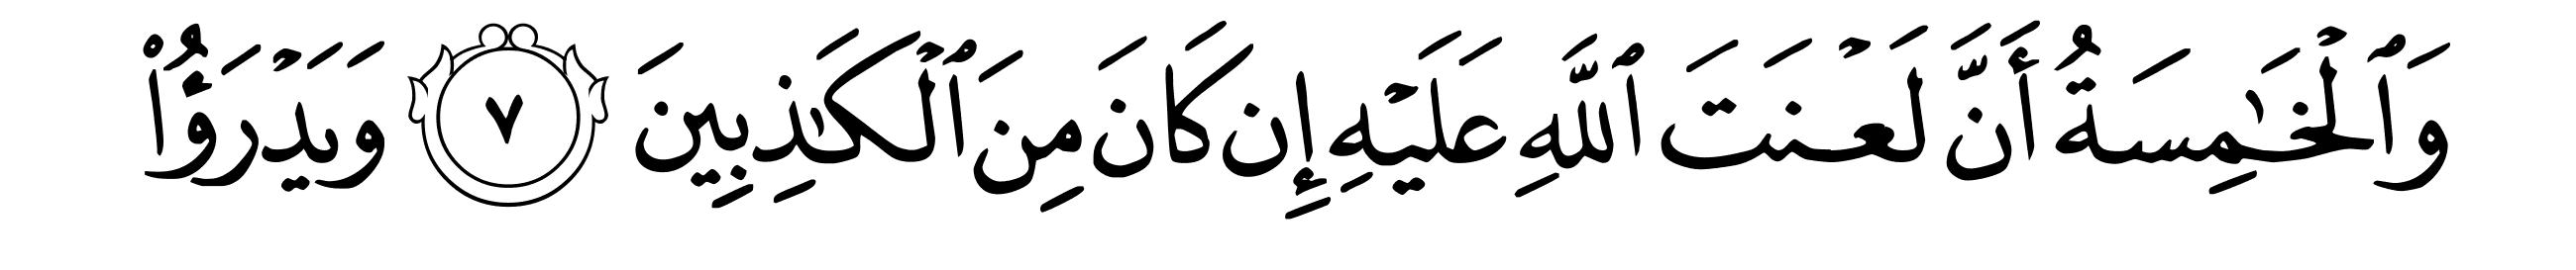 وَٱلْخَـٰمِسَةُ أَنَّ لَعْنَتَ ٱللَّهِ عَلَيْهِ إِن كَانَ مِنَ ٱلْكَـٰذِبِينَ ٧ وَيَدْرَؤُا۟